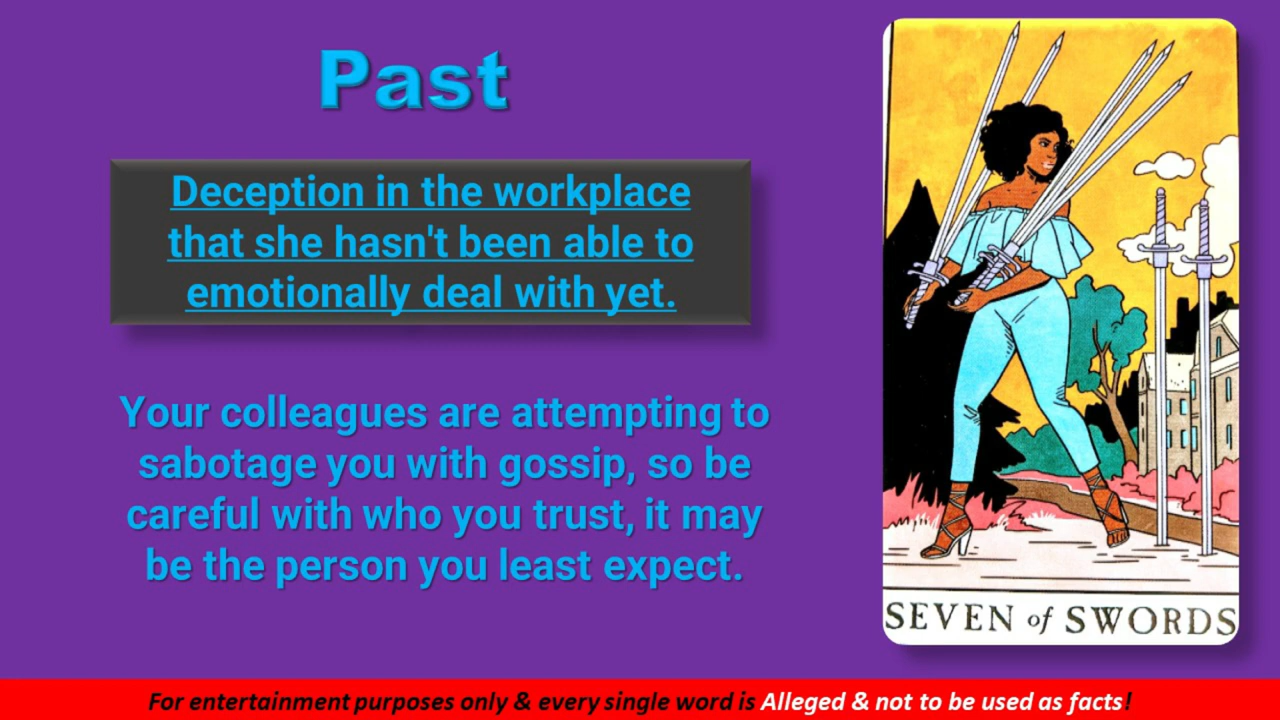 Past
Deception in the workplace
that she hasn't been able to
emotionally deal with yet.
Your colleagues are attempting to
sabotage you with gossip, so be
careful with who you trust, it may
be the person you least expect.
SEVEN of SWORDS
For entertainment purposes only & every single word is Alleged & not to be used as facts!